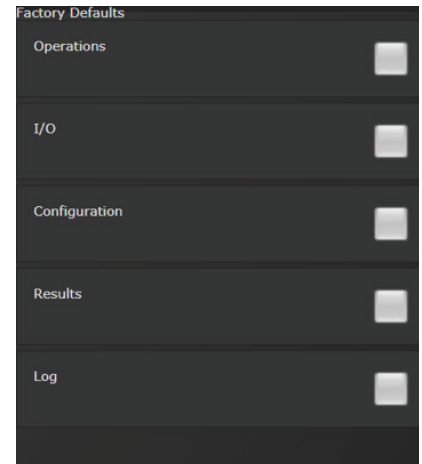 Factory Defaults
Operations
I/O
Configuration
Results
Log